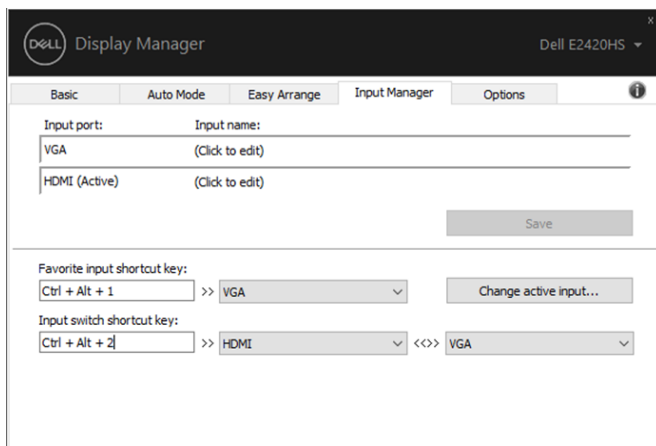 x
DELL Display Manager Dell E2420HS
Basic Auto Mode Easy Arrange Input Manager Options i
Input port: Input name:
VGA (Click to edit)
HDMI (Active) (Click to edit)
Save
Favorite input shortcut key:
Ctrl + Alt + 1 >> VGA Change active input...
Input switch shortcut key:
Ctrl + Alt + 2 >> HDMI <<>> VGA